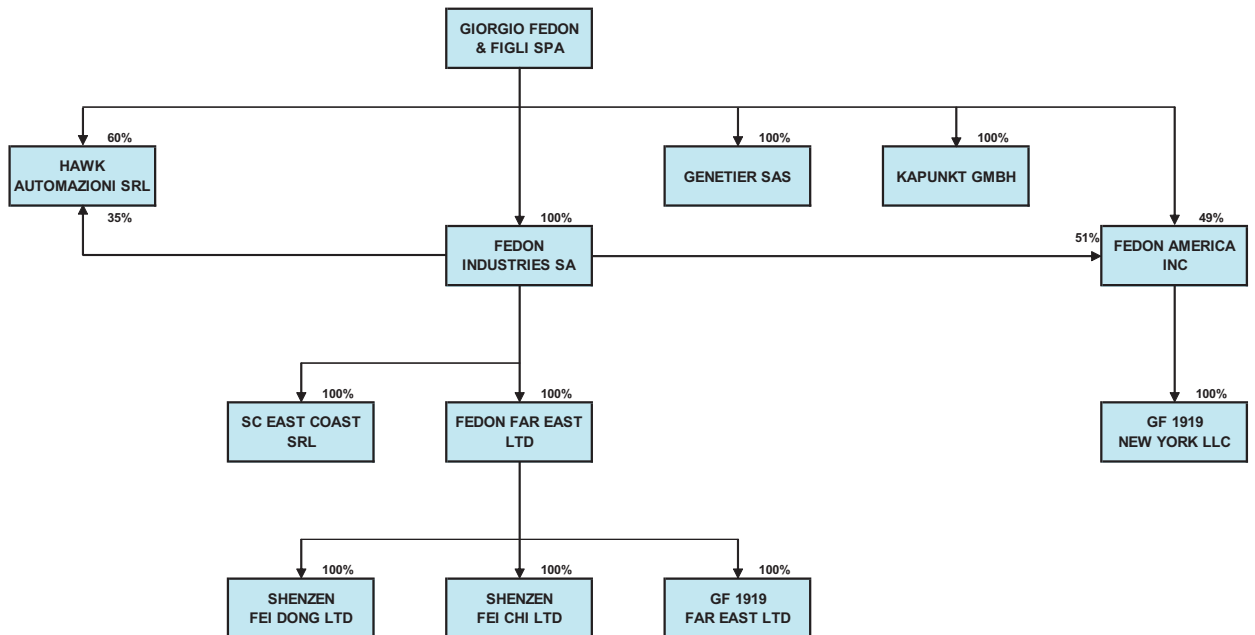 GIORGIO FEDON
& FIGLI SPA
60%
100%
100%
HAWK
AUTOMAZIONI SRL
GENETIER SAS
KAPUNKT GMBH
35%
100%
49%
FEDON
INDUSTRIES SA
51%
FEDON AMERICA
INC
100%
100%
100%
SC EAST COAST
SRL
FEDON FAR EAST
LTD
GF 1919
NEW YORK LLC
100%
100%
100%
SHENZEN
FEI DONG LTD
SHENZEN
FEI CHI LTD
GF 1919
FAR EAST LTD